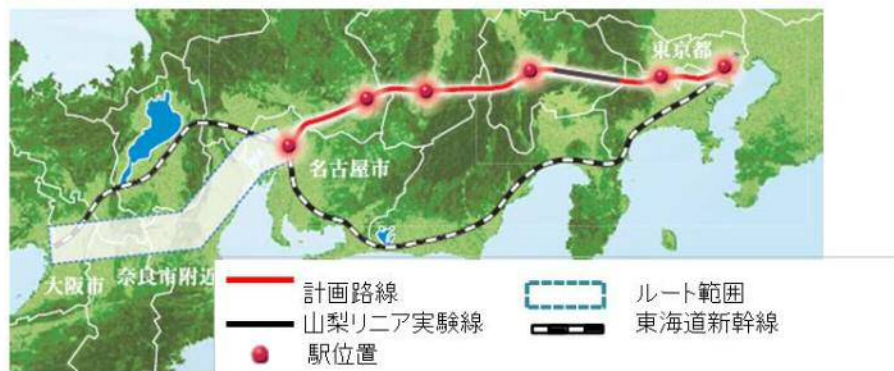 東京都
名古屋市
大阪市
奈良市附近
計画路線
ルート範囲
山梨リニア実験線
東海道新幹線
駅位置